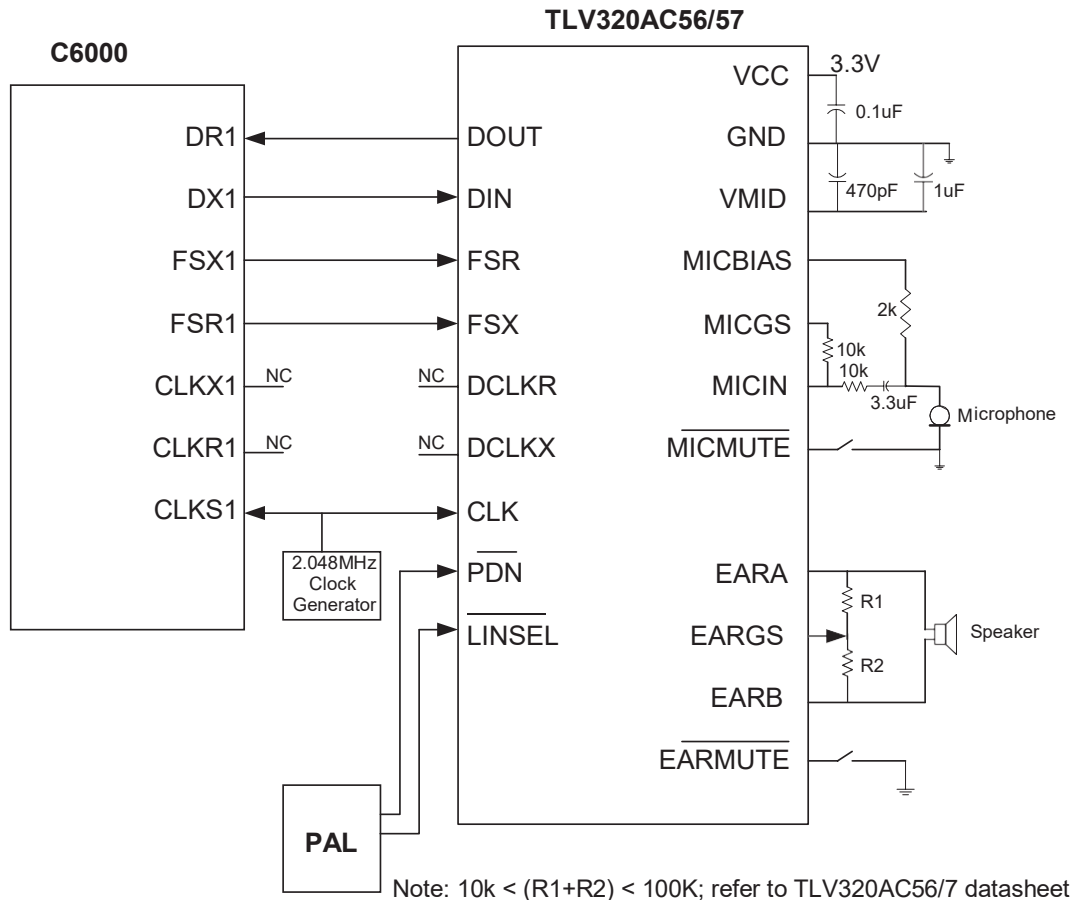 TLV320AC56/57
C6000
VCC
3.3V
0.1uF
DR1
DOUT
GND
DX1
DIN
VMID
470pF
1uF
FSX1
FSR
MICBIAS
2k
FSR1
FSX
MICGS
10k
10k
CLKX1
NC
NC
DCLKR
MICIN
3.3uF
Microphone
CLKR1
NC
NC
DCLKX
MICMUTE
CLKS1
CLK
2.048MHz
Clock
Generator
PDN
EARA
R1
LINSEL
EARGS
Speaker
R2
EARB
EARMUTE
PAL
Note: 10k < (R1+R2) < 100K; refer to TLV320AC56/7 datasheet